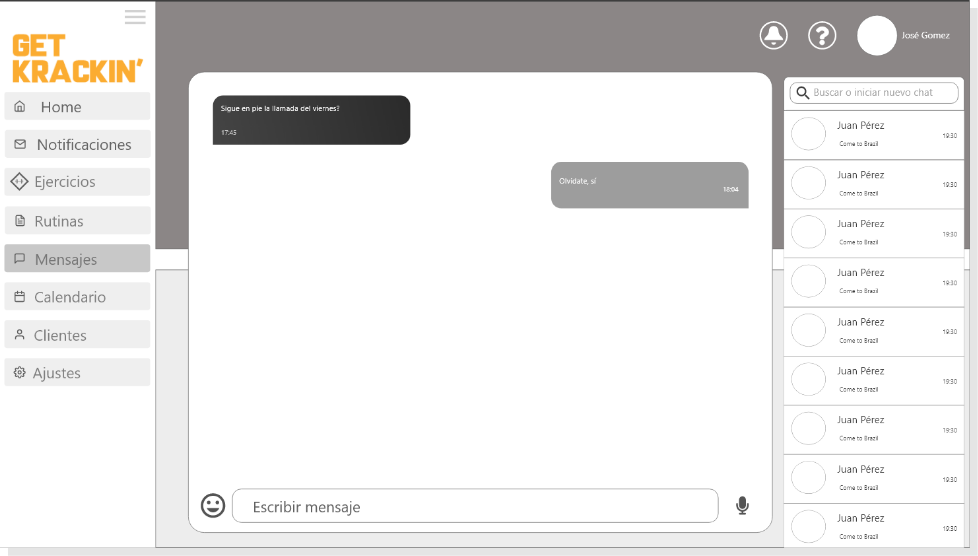 GET
KRACKIN'
Home
Notificaciones
Ejercicios
Rutinas
Mensajes
Calendario
Clientes
Ajustes
José Gomez
Sigue en pie la llamada del viernes?
17:45
Olvidate, sí
18:04
Escribir mensaje
Buscar o iniciar nuevo chat
Juan Pérez
19:30
Come to Brazil
Juan Pérez
19:30
Come to Brazil
Juan Pérez
19:30
Come to Brazil
Juan Pérez
19:30
Come to Brazil
Juan Pérez
19:30
Come to Brazil
Juan Pérez
19:30
Come to Brazil
Juan Pérez
19:30
Come to Brazil
Juan Pérez
19:30
Come to Brazil
Juan Pérez
19:30
Come to Brazil